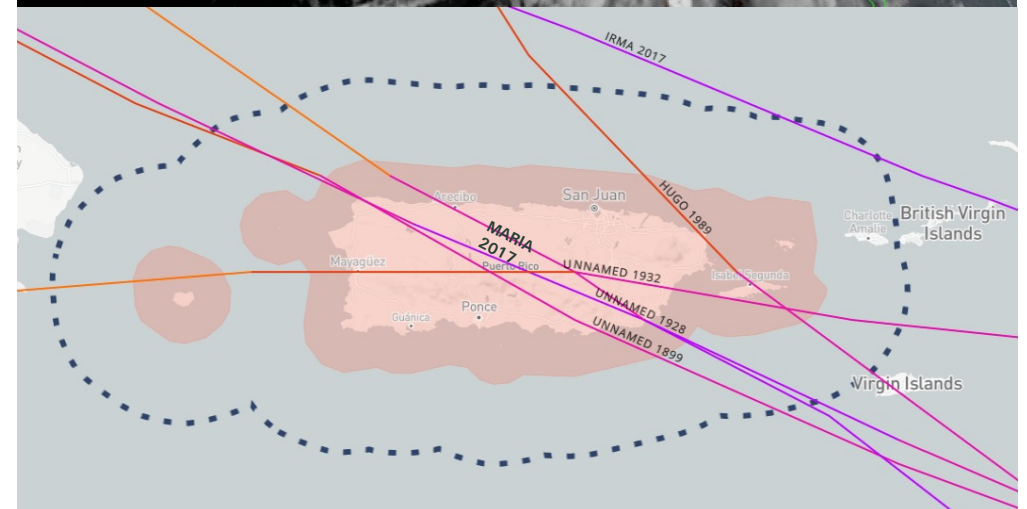 IRMA 2017
HUGO 1989
San Juan
Arecibo
Charlotte
Amalie
British Virgin
Islands
MARIA
2017
Mayagüez
Puerto Rico
UNNAMED 1932
Isabel Segunda
UNNAMED 1928
Ponce
Guánica
UNNAMED 1899
Virgin Islands